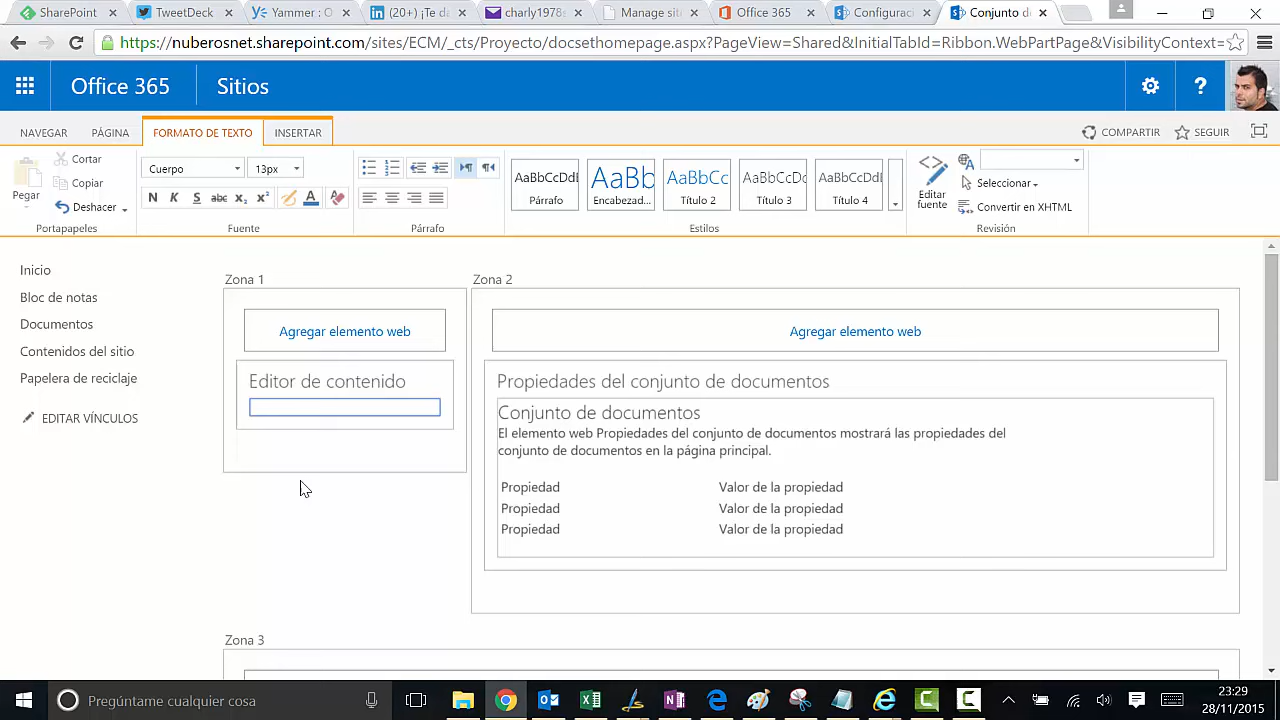 SharePoint
TweetDeck
Yammer :
(20+) ¡Te d
charly1978s
Manage sit
Office 365
Configurac
Conjunto d
https://nuberosnet.sharepoint.com/sites/ECM/_cts/Proyecto/docsethomepage.aspx?PageView=Shared&InitialTabId=Ribbon.WebPartPage&VisibilityContext=
Office 365
Sitios
?
NAVEGAR
PÁGINA
FORMATO DE TEXTO
INSERTAR
COMPARTIR
SEGUIR
Pegar
Cortar
Copiar
Deshacer
Portapapeles
Cuerpo
13px
N K S abc x₂ x² A
Fuente
Párrafo
AaBbCcDdI
Párrafo
AaBb
Encabezad...
AaBbCc
Título 2
AaBbCcDc
Título 3
AaBbCcDdI
Título 4
Estilos
Editar
fuente
Seleccionar
Convertir en XHTML
Revisión
Inicio
Bloc de notas
Documentos
Contenidos del sitio
Papelera de reciclaje
EDITAR VÍNCULOS
Zona 1
Agregar elemento web
Editor de contenido
Zona 2
Agregar elemento web
Propiedades del conjunto de documentos
Conjunto de documentos
El elemento web Propiedades del conjunto de documentos mostrará las propiedades del
conjunto de documentos en la página principal.
Propiedad Valor de la propiedad
Propiedad Valor de la propiedad
Propiedad Valor de la propiedad
Zona 3
Pregúntame cualquier cosa
23:29
28/11/2015